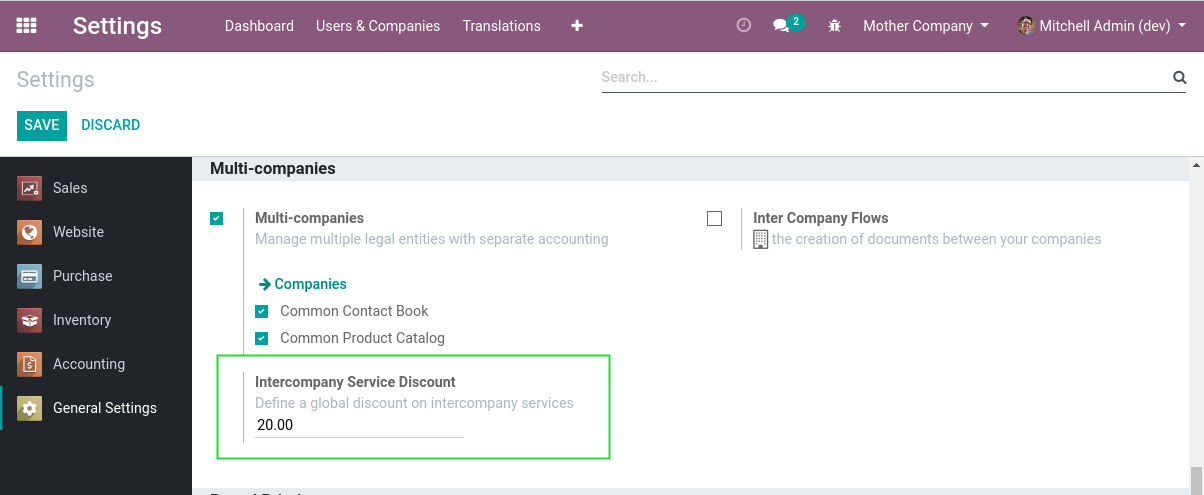 Settings
Dashboard
Users & Companies
Translations
2
Mother Company
Mitchell Admin (dev)
Settings
Search...
SAVE
DISCARD
Sales
Website
Purchase
Inventory
Accounting
General Settings
Multi-companies
Multi-companies
Manage multiple legal entities with separate accounting
Companies
Common Contact Book
Common Product Catalog
Intercompany Service Discount
Define a global discount on intercompany services
20.00
Inter Company Flows
the creation of documents between your companies